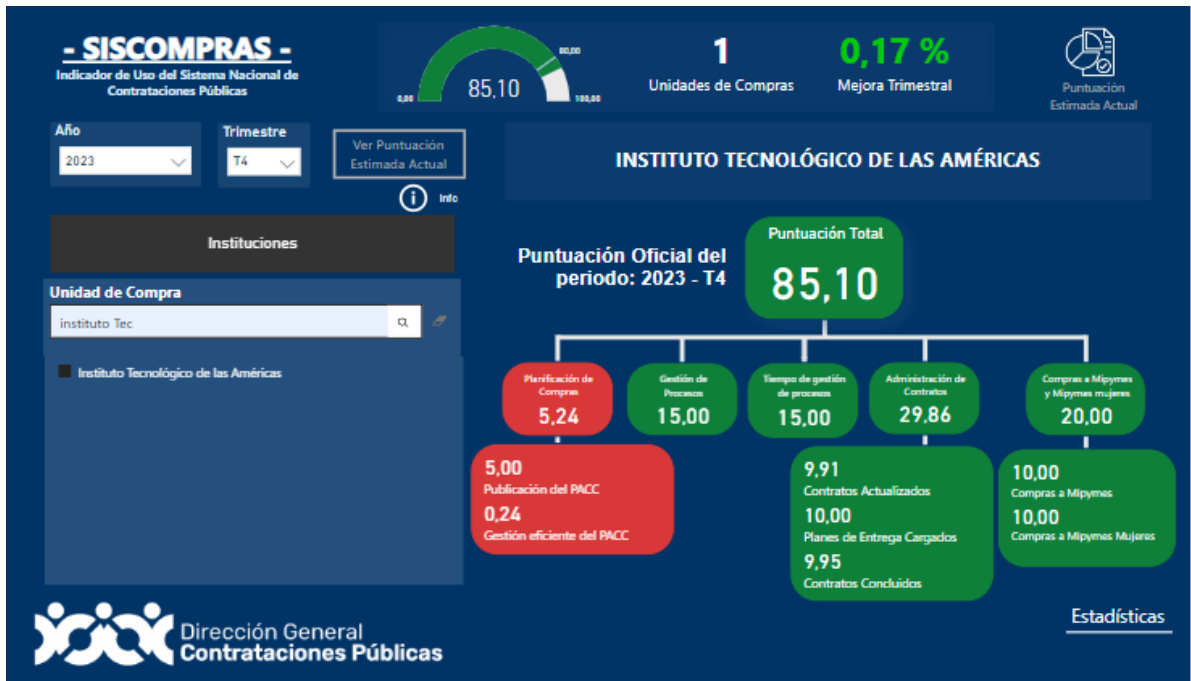 - SISCOMPRAS -
Indicador de Uso del Sistema Nacional de
Contrataciones Públicas
85,10
0,00
80,00
100,00
1
Unidades de Compras
0,17 %
Mejora Trimestral
Puntuación
Estimada Actual
Año
2023
Trimestre
T4
Ver Puntuación
Estimada Actual
i Info
INSTITUTO TECNOLÓGICO DE LAS AMÉRICAS
Instituciones
Unidad de Compra
instituto Tec
Instituto Tecnológico de las Américas
Puntuación Oficial del
periodo: 2023 - T4
Puntuación Total
85,10
Planificación de
Compras
5,24
Gestión de
Procesos
15,00
Tiempo de gestión
de procesos
15,00
Administración de
Contratos
29,86
Compras a Mipymes
y Mipymes mujeres
20,00
5,00
Publicación del PACC
0,24
Gestión eficiente del PACC
9,91
Contratos Actualizados
10,00
Planes de Entrega Cargados
9,95
Contratos Concluidos
10,00
Compras a Mipymes
10,00
Compras a Mipymes Mujeres
Dirección General
Contrataciones Públicas
Estadísticas